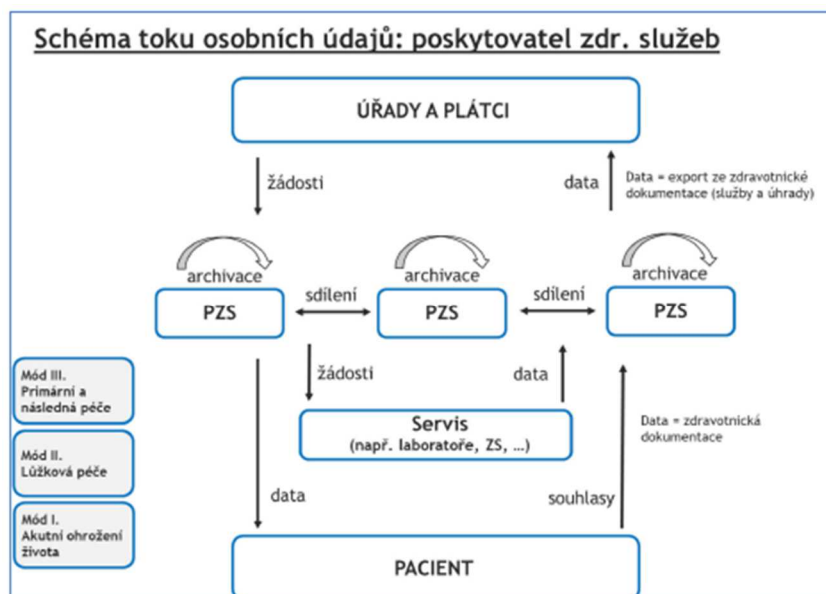 Schéma toku osobních údajů: poskytovatel zdr. služeb
ÚŘADY A PLÁTCI
žádosti
data
Data = export ze zdravotnické
dokumentace (služby a úhrady)
archivace
archivace
archivace
sdílení
sdílení
PZS
PZS
PZS
Mód III.
Primární a
následná péče
žádosti
data
Servis
(např. laboratoře, ZS, ...)
Data = zdravotnická
dokumentace
Mód II.
Lůžková péče
data
souhlasy
Mód I.
Akutní ohrožení
života
PACIENT